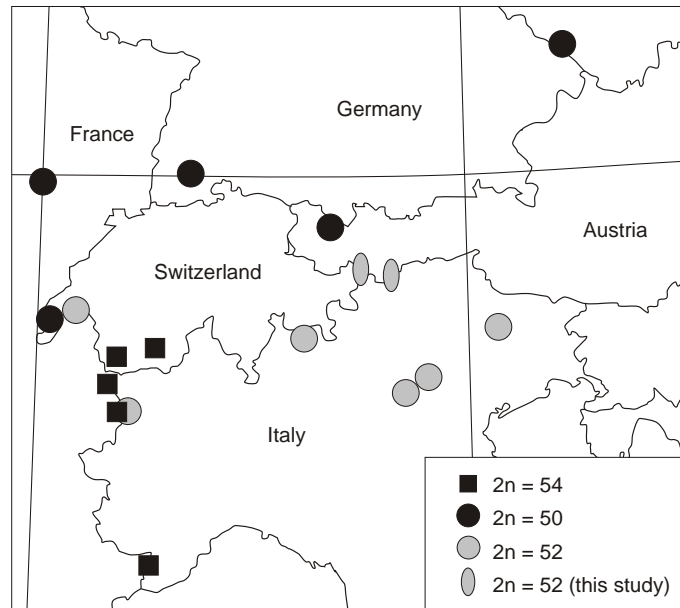 Germany
France
Austria
Switzerland
Italy
2n = 54
2n = 50
2n = 52
2n = 52 (this study)